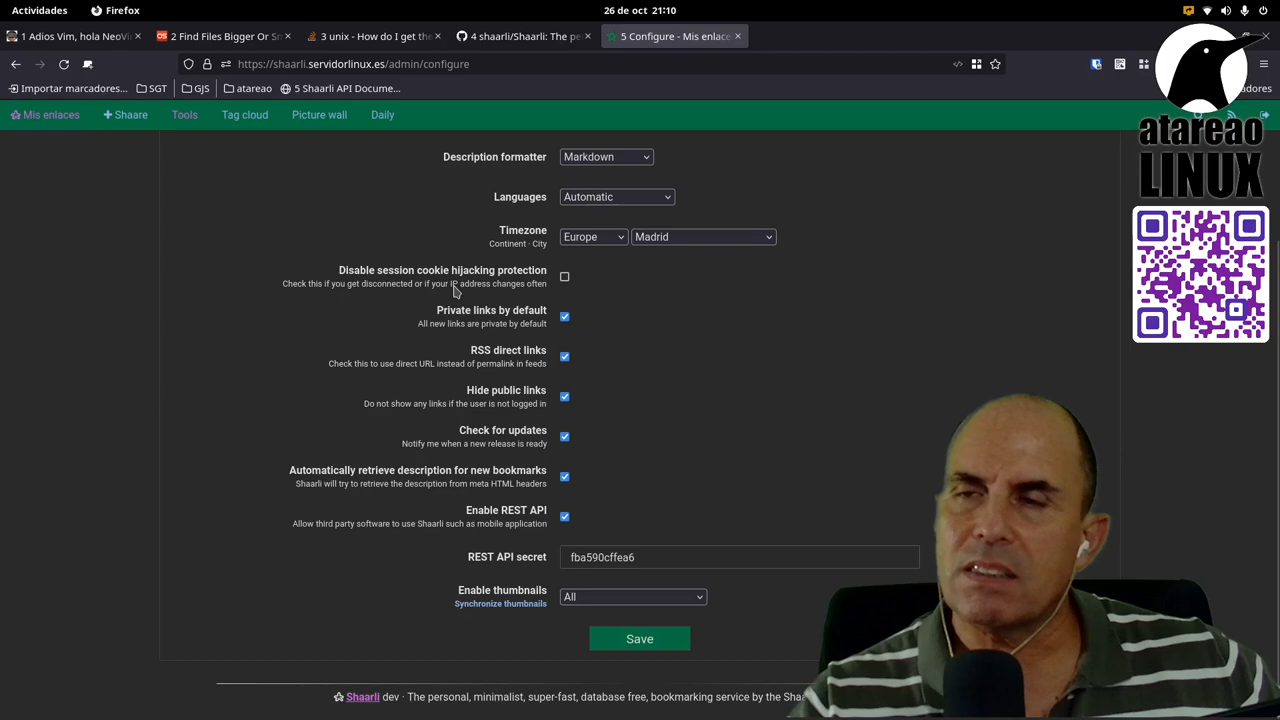 Actividades Firefox 26 de oct 21:10
1 Adios Vim, hola NeoVi 2 Find Files Bigger Or Sn 3 unix - How do I get the 4 shaarli/Shaarli: The pe 5 Configure - Mis enlace
https://shaarli.servidorlinux.es/admin/configure
Importar marcadores... SGT GJS atareao 5 Shaarli API Docume...
Mis enlaces Shaare Tools Tag cloud Picture wall Daily
atareao
LINUX
Description formatter Markdown
Languages Automatic
Timezone Europe Madrid
Continent · City
Disable session cookie hijacking protection
Check this if you get disconnected or if your IP address changes often
Private links by default
All new links are private by default
RSS direct links
Check this to use direct URL instead of permalink in feeds
Hide public links
Do not show any links if the user is not logged in
Check for updates
Notify me when a new release is ready
Automatically retrieve description for new bookmarks
Shaarli will try to retrieve the description from meta HTML headers
Enable REST API
Allow third party software to use Shaarli such as mobile application
REST API secret fba590cffea6
Enable thumbnails All
Synchronize thumbnails
Save
Shaarli dev · The personal, minimalist, super-fast, database free, bookmarking service by the Shaa